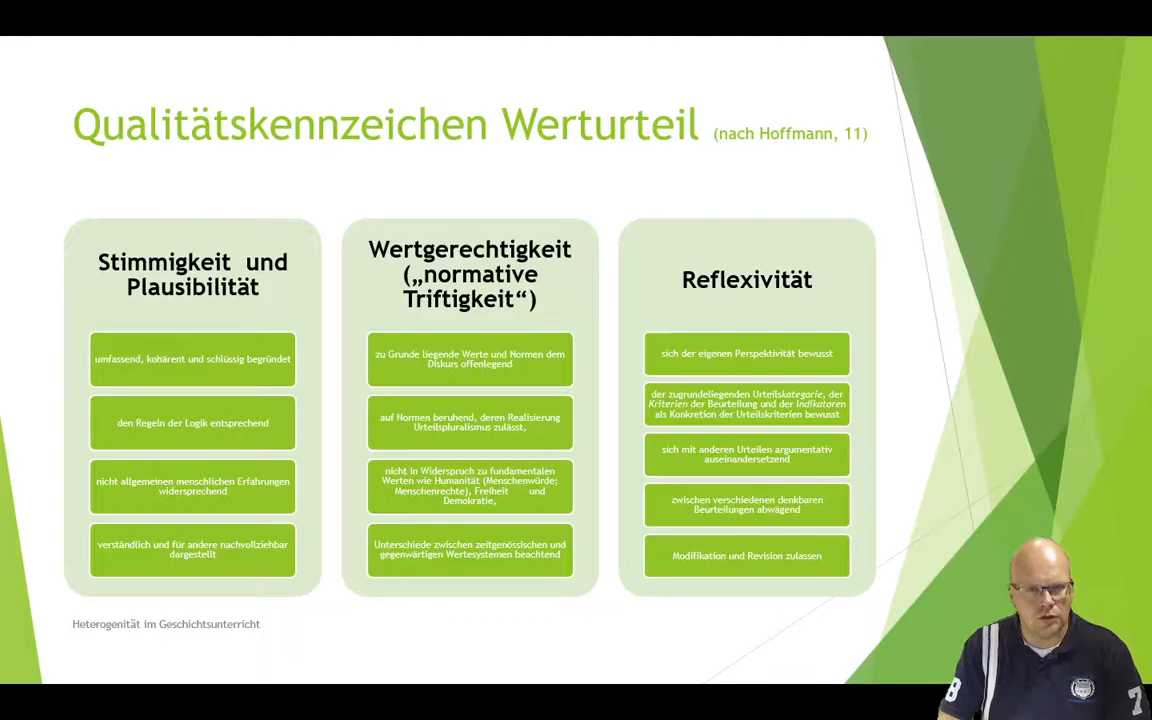 Qualitätskennzeichen Werturteil (nach Hoffmann, 11)
Stimmigkeit und
Plausibilität
umfassend, kohärent und schlüssig begründet
den Regeln der Logik entsprechend
nicht allgemeinen menschlichen Erfahrungen
widersprechend
verständlich und für andere nachvollziehbar
dargestellt
Wertgerechtigkeit
(„normative
Triftigkeit“)
zu Grunde liegende Werte und Normen dem
Diskurs offenlegend
auf Normen beruhend, deren Realisierung
Urteilspluralismus zulässt,
nicht in Widerspruch zu fundamentalen
Werten wie Humanität (Menschenwürde;
Menschenrechte), Freiheit und
Demokratie,
Unterschiede zwischen zeitgenössischen und
gegenwärtigen Wertesystemen beachtend
Reflexivität
sich der eigenen Perspektivität bewusst
der zugrundeliegenden Urteilskategorie, der
Kriterien der Beurteilung und der Indikatoren
als Konkretion der Urteilskriterien bewusst
sich mit anderen Urteilen argumentativ
auseinandersetzend
zwischen verschiedenen denkbaren
Beurteilungen abwägend
Modifikation und Revision zulassen
Heterogenität im Geschichtsunterricht
8
7